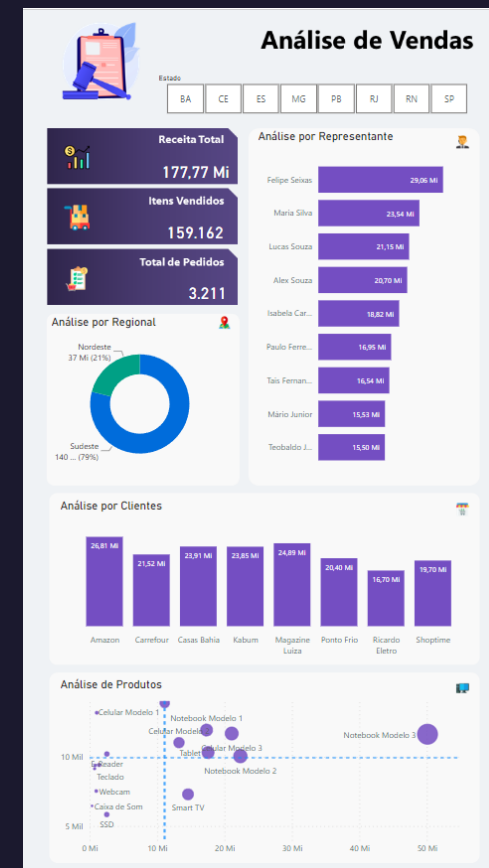 Análise de Vendas
Estado
BA CE ES MG PB RJ RN SP
Receita Total
177,77 Mi
Itens Vendidos
159.162
Total de Pedidos
3.211
Análise por Representante
Felipe Seixas 29,06 Mi
Maria Silva 23,54 Mi
Lucas Souza 21,15 Mi
Alex Souza 20,70 Mi
Isabela Car... 18,82 Mi
Paulo Ferre... 16,95 Mi
Tais Fernan... 16,54 Mi
Mário Junior 15,53 Mi
Teobaldo J... 15,50 Mi
Análise por Regional
Nordeste
37 Mi (21%)
Sudeste
140 ... (79%)
Análise por Clientes
26,81 Mi 21,52 Mi 23,91 Mi 23,85 Mi 24,89 Mi 20,40 Mi 16,70 Mi 19,70 Mi
Amazon Carrefour Casas Bahia Kabum Magazine Ponto Frio Ricardo Shoptime
Luiza Eletro
Análise de Produtos
Celular Modelo 1
Notebook Modelo 1
Celular Modelo
Notebook Modelo 3
Celular Modelo 3
Tablet
10 Mil
E-Reader
Notebook Modelo 2
Teclado
Webcam
Caixa de Som
Smart TV
5 Mil
SSD
0 Mi 10 Mi 20 Mi 30 Mi 40 Mi 50 Mi